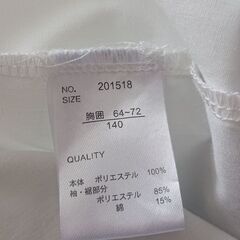 NO. 201518
SIZE
胸囲 64~72
140
QUALITY
本体 ポリエステル 100%
袖・裾部分
ポリエステル 85%
綿 15%